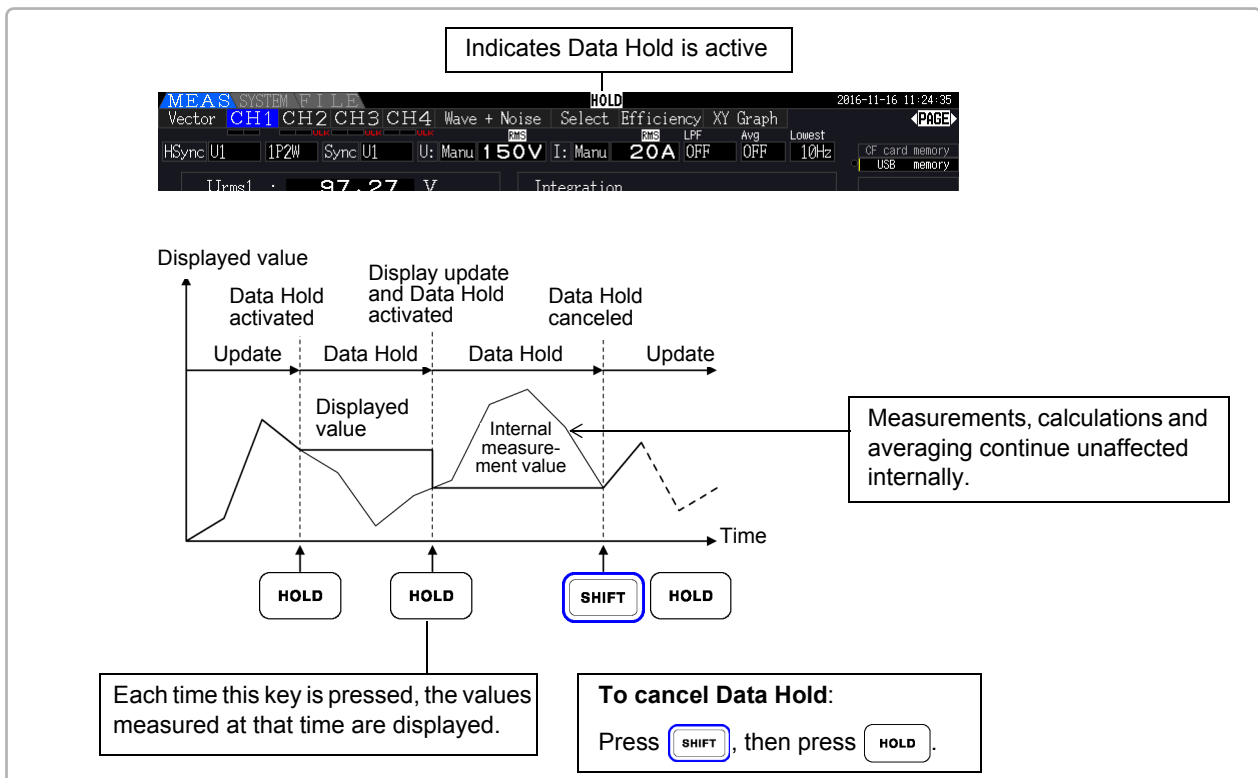 Indicates Data Hold is active
MEAS SYSTEM FILE HOLD 2016-11-16 11:24:35
Vector CH1 CH2 CH3 CH4 Wave + Noise Select Efficiency XY Graph PAGE
RMS RMS LPF Avg Lowest
HSync U1 1P2W Sync U1 U: Manu 150V I: Manu 20A OFF OFF 10Hz CF card memory
USB memory
Urms1 : 97.27 V Integration
Displayed value
Data Hold
activated
Display update
and Data Hold
activated
Data Hold
canceled
Update Data Hold Data Hold Update
Displayed
value
Internal
measure-
ment value
Measurements, calculations and
averaging continue unaffected
internally.
Time
HOLD HOLD SHIFT HOLD
Each time this key is pressed, the values
measured at that time are displayed.
To cancel Data Hold:
Press SHIFT, then press HOLD.